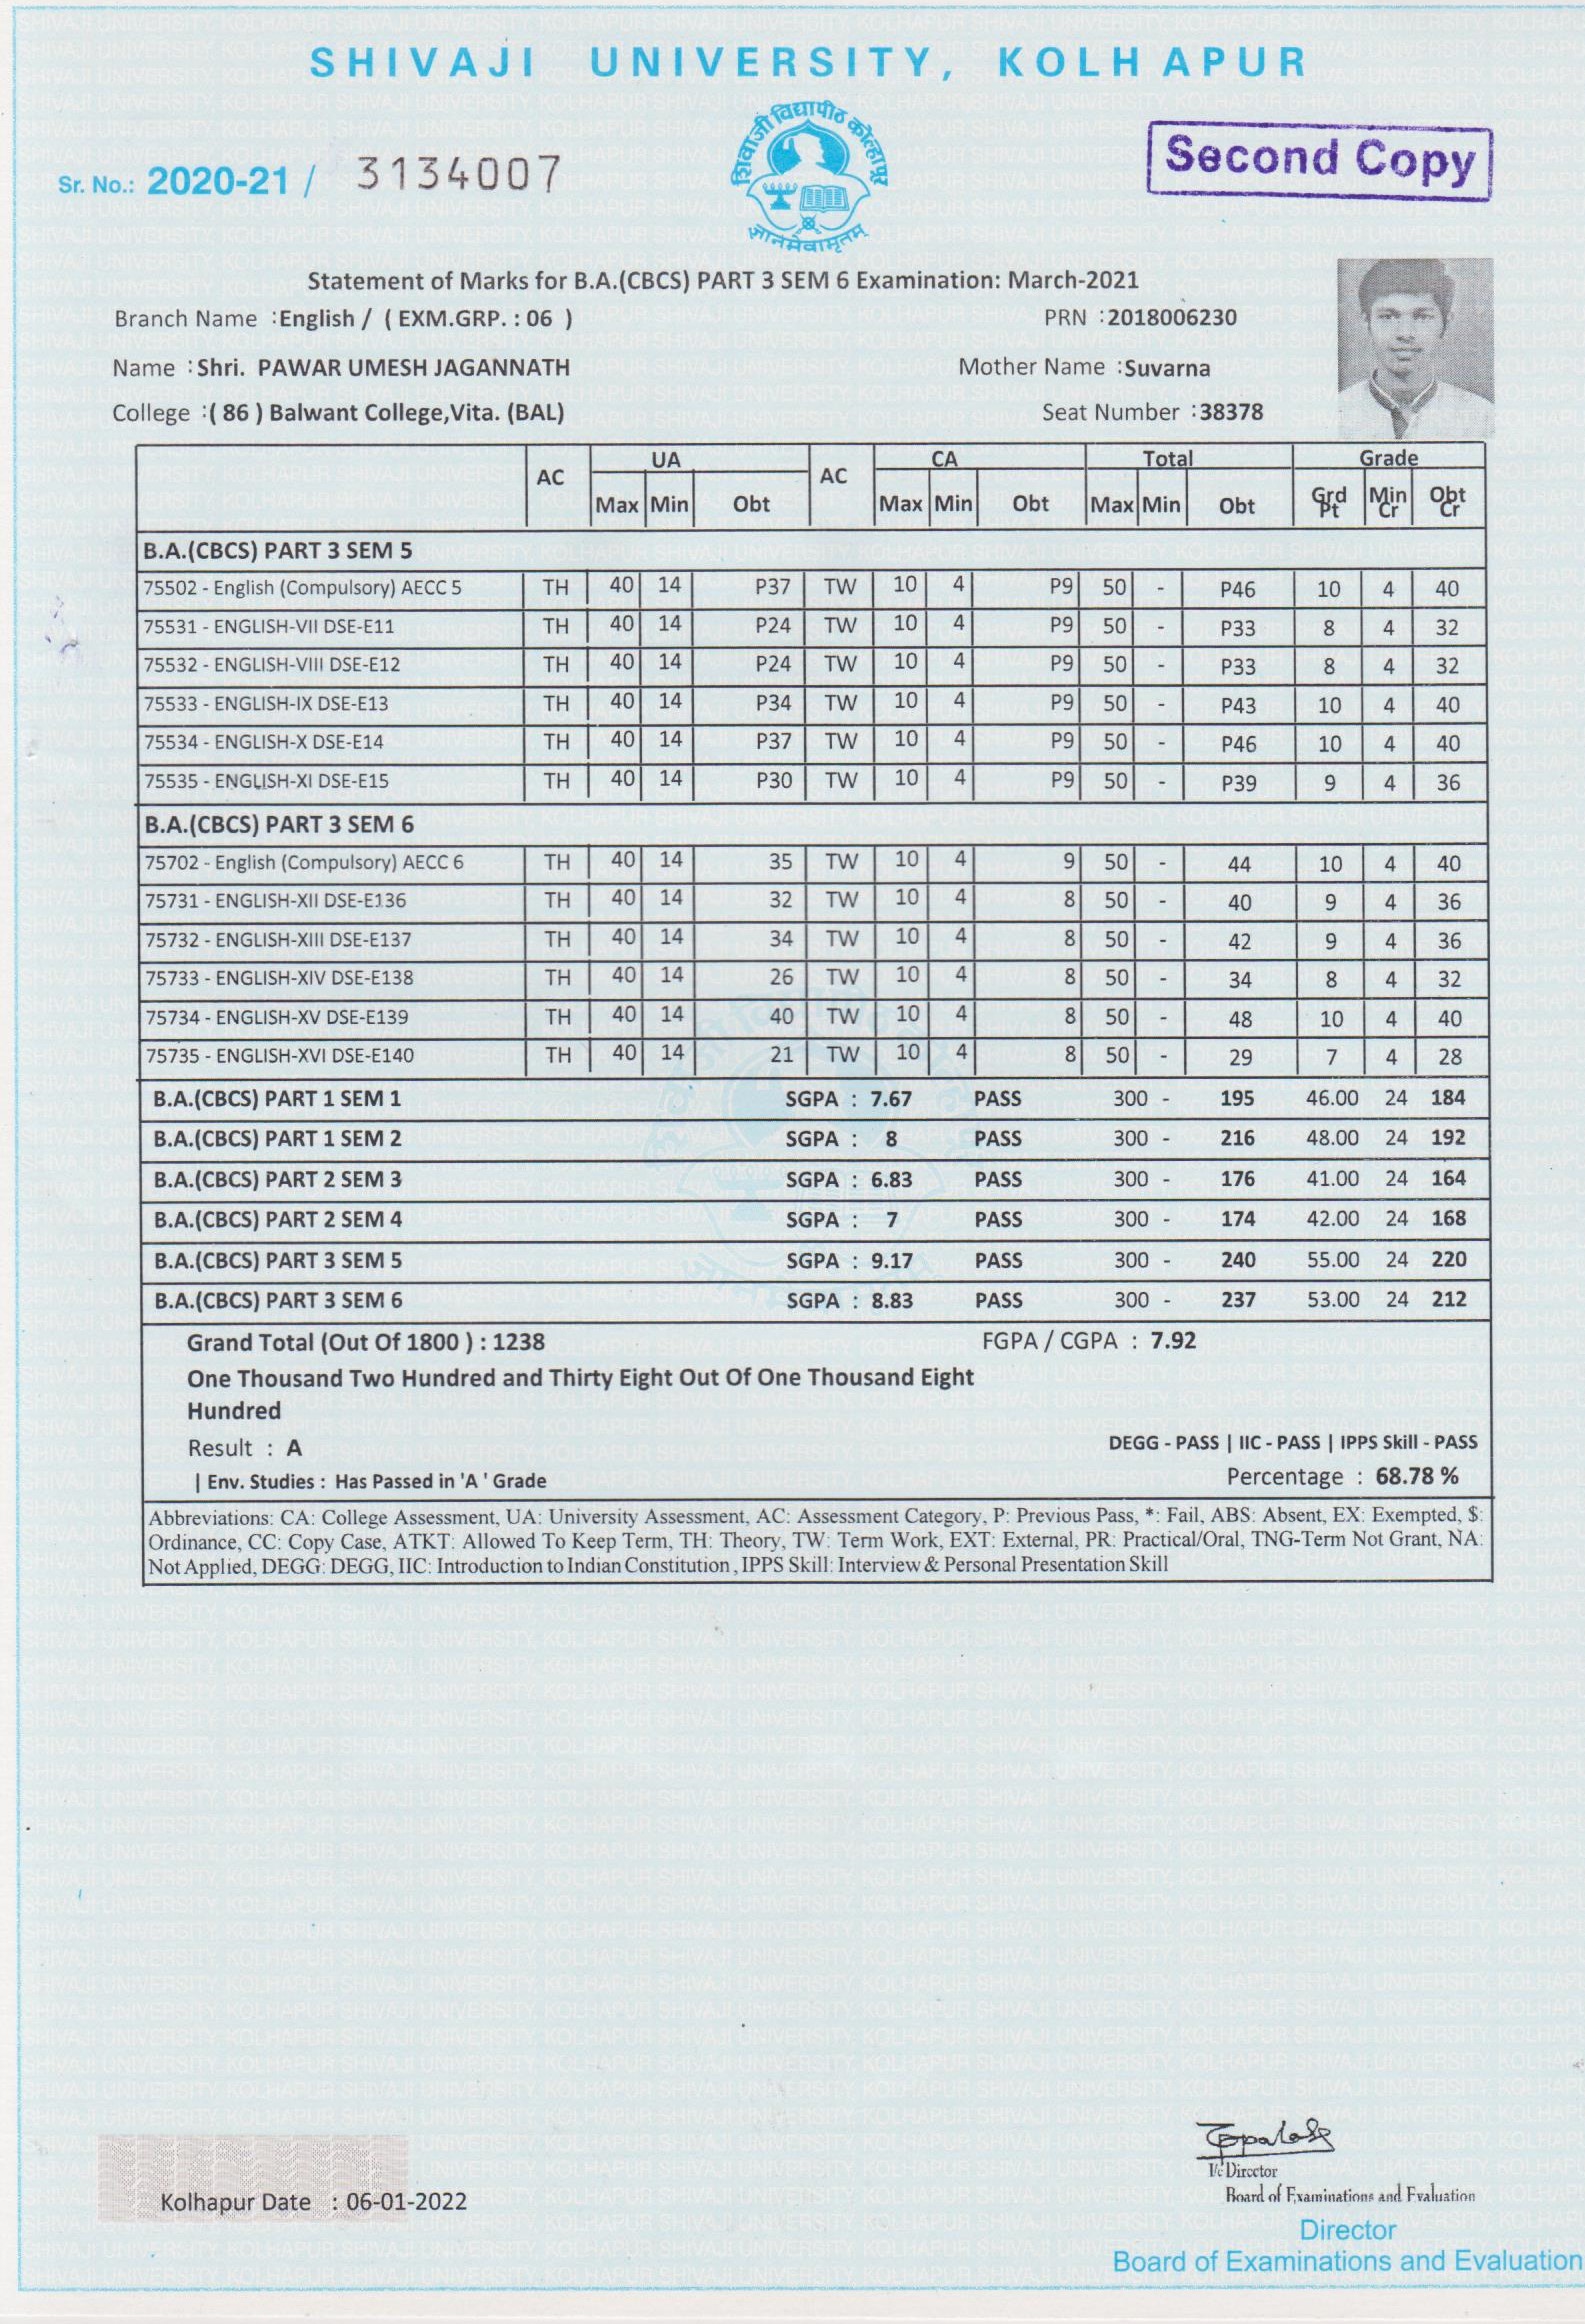 SHIVAJI UNIVERSITY, KOLHAPUR
शिवाजी विद्यापीठ कोल्हापूर
ज्ञानमेवामृतम्
Sr. No.: 2020-21 / 3134007
Second Copy
Statement of Marks for B.A.(CBCS) PART 3 SEM 6 Examination: March-2021
Branch Name :English / ( EXM.GRP. : 06 ) PRN :2018006230
Name :Shri. PAWAR UMESH JAGANNATH Mother Name :Suvarna
College :( 86 ) Balwant College,Vita. (BAL) Seat Number :38378
AC UA AC CA Total Grade
Max Min Obt Max Min Obt Max Min Obt Grd Pt Min Cr Obt Cr
B.A.(CBCS) PART 3 SEM 5
75502 - English (Compulsory) AECC 5 TH 40 14 P37 TW 10 4 P9 50 - P46 10 4 40
75531 - ENGLISH-VII DSE-E11 TH 40 14 P24 TW 10 4 P9 50 - P33 8 4 32
75532 - ENGLISH-VIII DSE-E12 TH 40 14 P24 TW 10 4 P9 50 - P33 8 4 32
75533 - ENGLISH-IX DSE-E13 TH 40 14 P34 TW 10 4 P9 50 - P43 10 4 40
75534 - ENGLISH-X DSE-E14 TH 40 14 P37 TW 10 4 P9 50 - P46 10 4 40
75535 - ENGLISH-XI DSE-E15 TH 40 14 P30 TW 10 4 P9 50 - P39 9 4 36
B.A.(CBCS) PART 3 SEM 6
75702 - English (Compulsory) AECC 6 TH 40 14 35 TW 10 4 9 50 - 44 10 4 40
75731 - ENGLISH-XII DSE-E136 TH 40 14 32 TW 10 4 8 50 - 40 9 4 36
75732 - ENGLISH-XIII DSE-E137 TH 40 14 34 TW 10 4 8 50 - 42 9 4 36
75733 - ENGLISH-XIV DSE-E138 TH 40 14 26 TW 10 4 8 50 - 34 8 4 32
75734 - ENGLISH-XV DSE-E139 TH 40 14 40 TW 10 4 8 50 - 48 10 4 40
75735 - ENGLISH-XVI DSE-E140 TH 40 14 21 TW 10 4 8 50 - 29 7 4 28
B.A.(CBCS) PART 1 SEM 1 SGPA : 7.67 PASS 300 - 195 46.00 24 184
B.A.(CBCS) PART 1 SEM 2 SGPA : 8 PASS 300 - 216 48.00 24 192
B.A.(CBCS) PART 2 SEM 3 SGPA : 6.83 PASS 300 - 176 41.00 24 164
B.A.(CBCS) PART 2 SEM 4 SGPA : 7 PASS 300 - 174 42.00 24 168
B.A.(CBCS) PART 3 SEM 5 SGPA : 9.17 PASS 300 - 240 55.00 24 220
B.A.(CBCS) PART 3 SEM 6 SGPA : 8.83 PASS 300 - 237 53.00 24 212
Grand Total (Out Of 1800 ) : 1238 FGPA / CGPA : 7.92
One Thousand Two Hundred and Thirty Eight Out Of One Thousand Eight
Hundred
Result : A DEGG - PASS | IIC - PASS | IPPS Skill - PASS
| Env. Studies : Has Passed in 'A ' Grade Percentage : 68.78 %
Abbreviations: CA: College Assessment, UA: University Assessment, AC: Assessment Category, P: Previous Pass, *: Fail, ABS: Absent, EX: Exempted, $:
Ordinance, CC: Copy Case, ATKT: Allowed To Keep Term, TH: Theory, TW: Term Work, EXT: External, PR: Practical/Oral, TNG-Term Not Grant, NA:
Not Applied, DEGG: DEGG, IIC: Introduction to Indian Constitution , IPPS Skill: Interview & Personal Presentation Skill
I/c Director
Kolhapur Date : 06-01-2022
Board of Examinations and Evaluation
Director
Board of Examinations and Evaluation